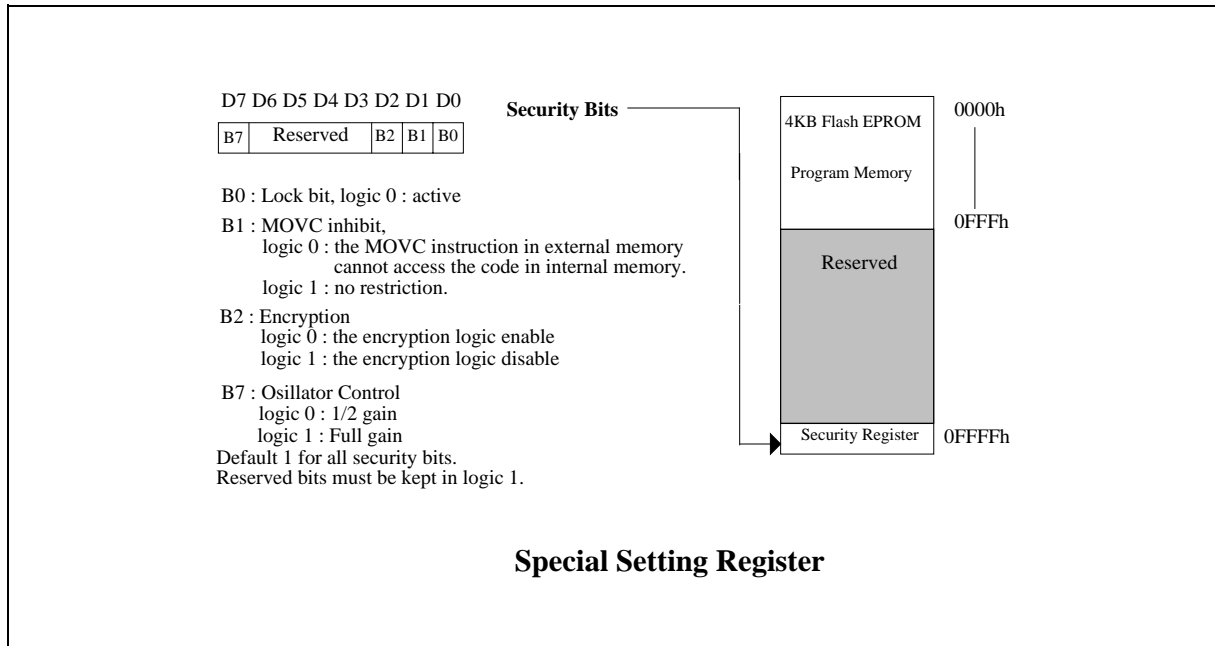 D7 D6 D5 D4 D3 D2 D1 D0
B7 Reserved B2 B1 B0
B0 : Lock bit, logic 0 : active
B1 : MOVC inhibit,
logic 0 : the MOVC instruction in external memory
cannot access the code in internal memory.
logic 1 : no restriction.
B2 : Encryption
logic 0 : the encryption logic enable
logic 1 : the encryption logic disable
B7 : Osillator Control
logic 0 : 1/2 gain
logic 1 : Full gain
Default 1 for all security bits.
Reserved bits must be kept in logic 1.
Security Bits
4KB Flash EPROM
Program Memory
0000h
0FFFh
Reserved
Security Register
0FFFFh
Special Setting Register